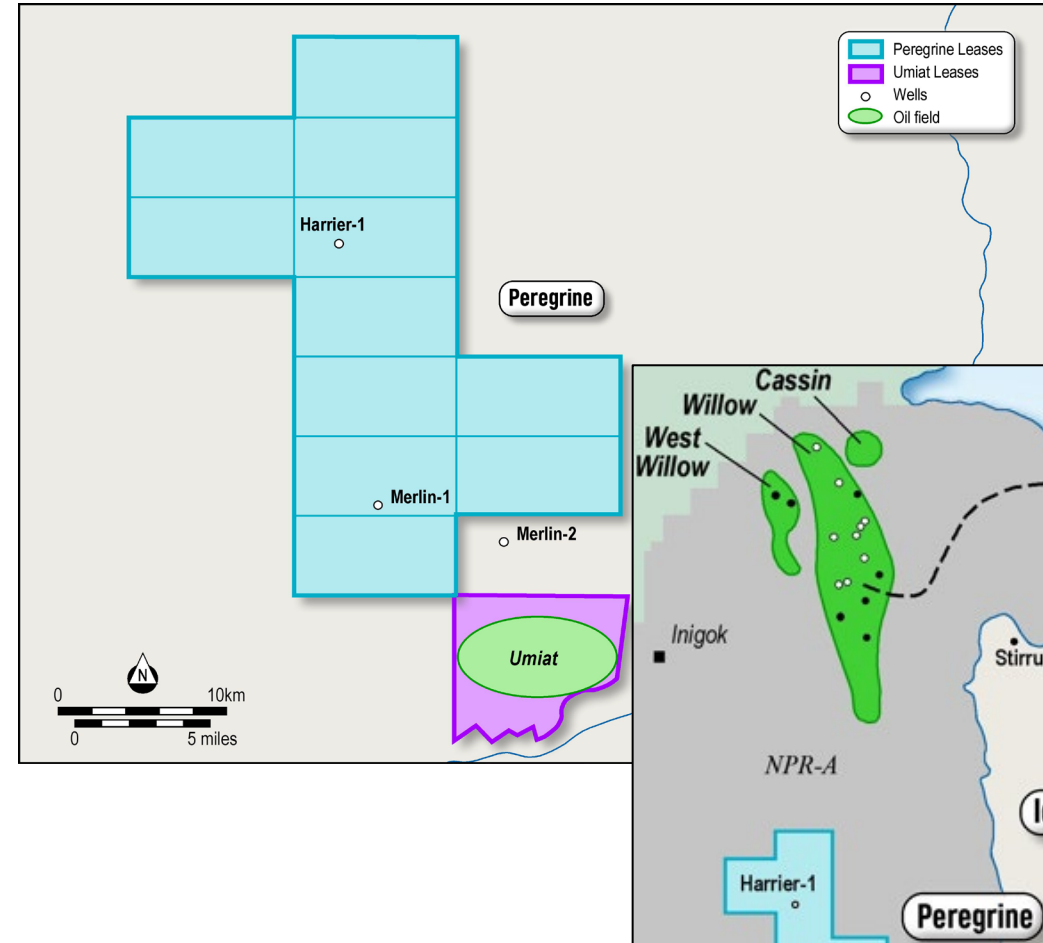 Peregrine Leases
Umiat Leases
Wells
Oil field
Harrier-1
Peregrine
Merlin-1
Merlin-2
Umiat
N
0 10km
0 5 miles
Cassin
Willow
West
Willow
Inigok
Stirru
NPR-A
Harrier-1
Peregrine